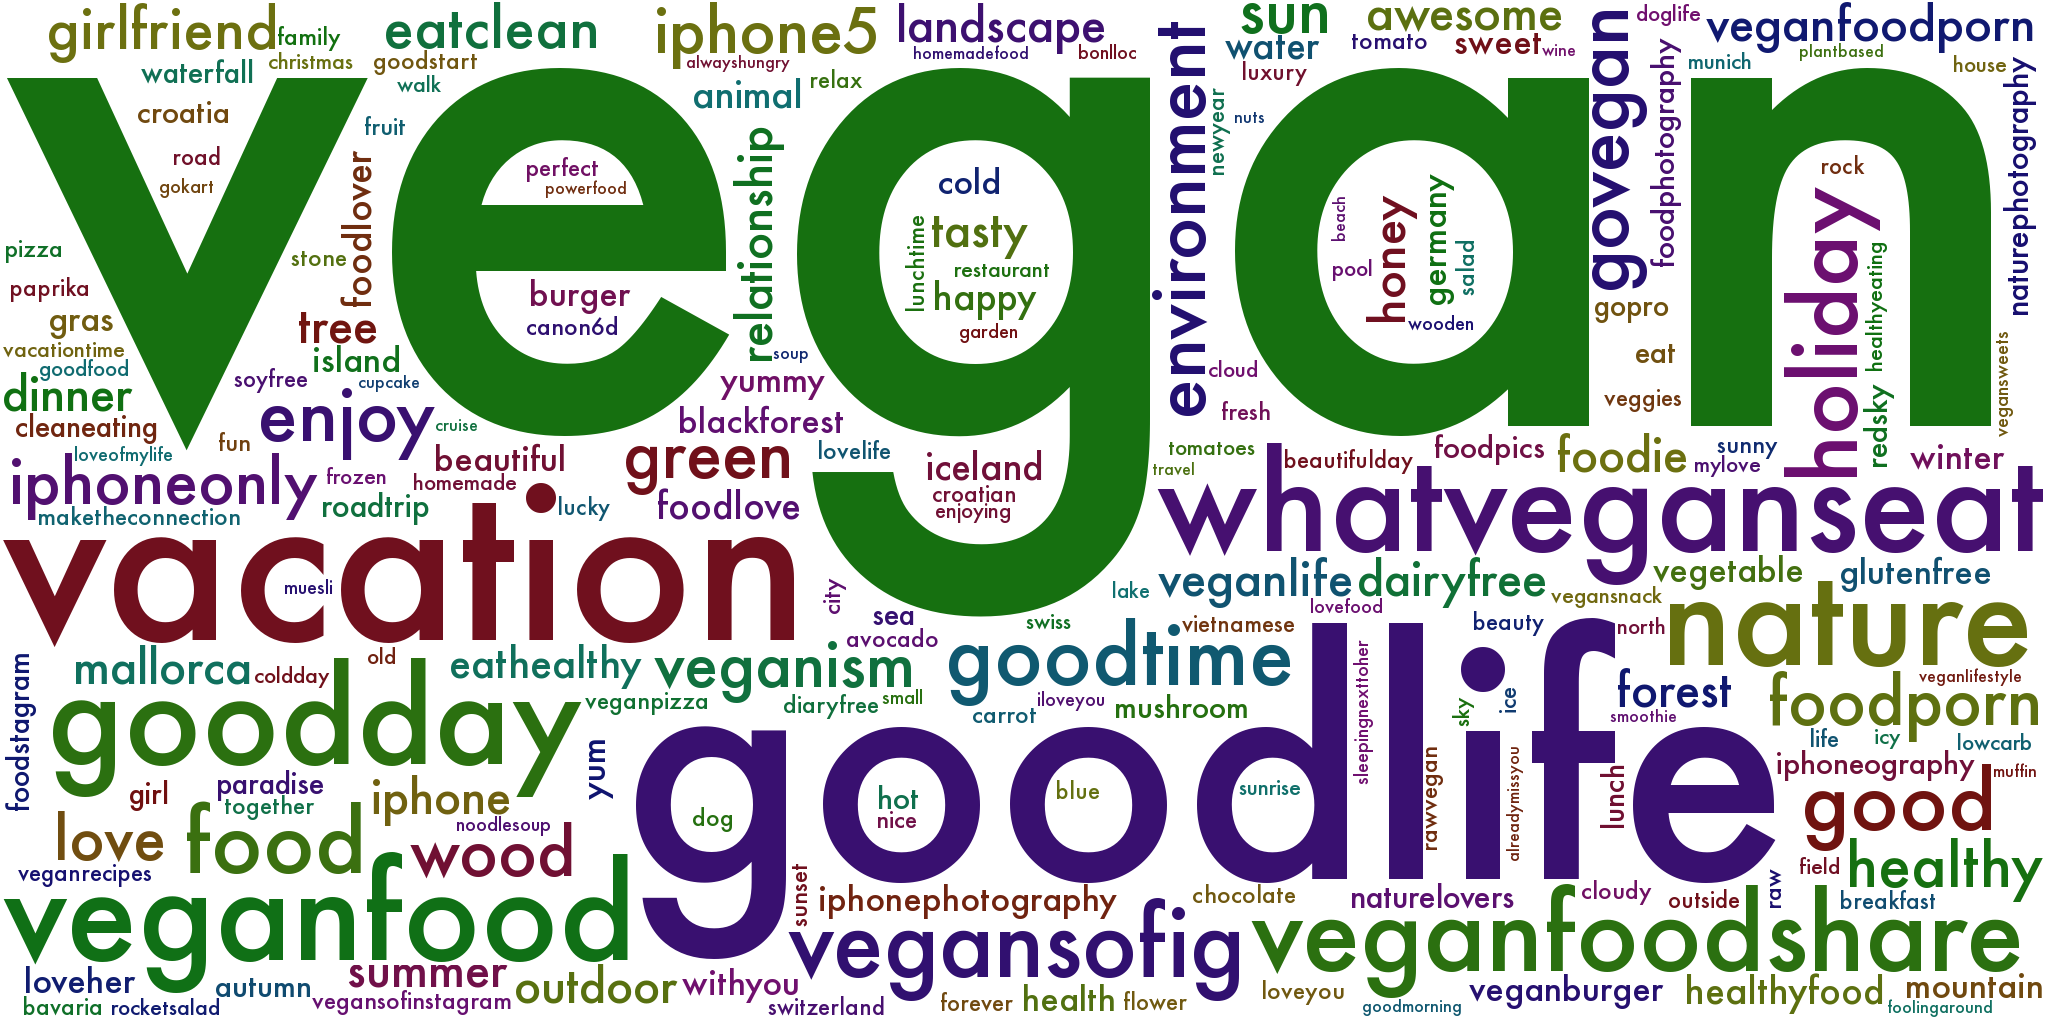 girlfriend
family
eatclean
iphone5
landscape
sun
awesome
veganfoodporn
christmas
waterfall
goodstart
walk
alwayshungry
homemadefood
bonlloc
water
tomato
sweet
wine
doglife
plantbased
munich
house
luxury
animal
relax
croatia
fruit
road
gokart
vegan
perfect
powerfood
foodlover
relationship
cold
tasty
lunchtime
restaurant
happy
garden
environment
newyear
nuts
beach
pool
honey
germany
salad
wooden
govegan
foodphotography
naturephotography
rock
holiday
healthyeating
redsky
vegansweets
pizza
paprika
gras
vacationtime
goodfood
dinner
cleaneating
loveofmylife
stone
tree
island
soyfree
cupcake
enjoy
cruise
fun
burger
canon6d
soup
yummy
blackforest
green
lovelife
iceland
croatian
enjoying
foodlove
cloud
fresh
tomatoes
travel
beautifulday
foodpics
gopro
eat
veggies
foodie
sunny
mylove
winter
iphoneonly
frozen
beautiful
homemade
roadtrip
lucky
maketheconnection
vacation
muesli
whatveganseat
city
sea
avocado
swiss
lake
veganlife
dairyfree
lovefood
vegansnack
vegetable
glutenfree
vietnamese
beauty
north
nature
mallorca
coldday
old
eathealthy
veganism
veganpizza
diaryfree
small
goodtime
carrot
iloveyou
mushroom
sleepingnexttoher
sky
ice
forest
smoothie
veganlifestyle
foodporn
foodstagram
goodday
goodlife
yum
paradise
together
girl
iphone
noodlesoup
dog
hot
nice
blue
sunrise
rawvegan
alreadymissyou
lunch
life
icy
lowcarb
iphoneography
muffin
good
love
food
wood
veganrecipes
field
healthy
raw
breakfast
veganfood
sunset
iphonephotography
chocolate
naturelovers
cloudy
outside
vegansofig
veganfoodshare
loveher
autumn
summer
outdoor
withyou
bavaria
rocketsalad
vegansofinstagram
switzerland
forever
health
flower
loveyou
goodmorning
veganburger
healthyfood
mountain
foolingaround